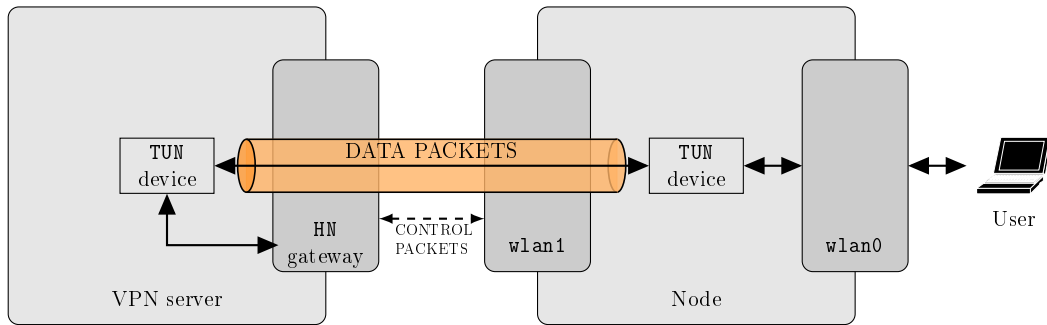 DATA PACKETS
TUN
device
TUN
device
User
HN
gateway
CONTROL
PACKETS
wlan1
wlan0
VPN server
Node